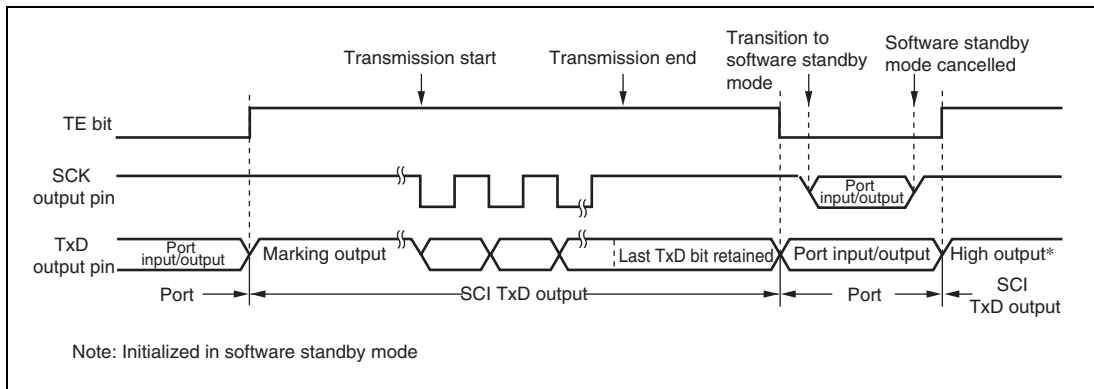 Transmission start
Transmission end
Transition to
software standby
mode
Software standby
mode cancelled
TE bit
SCK
output pin
Port
input/output
TxD
output pin
Port
input/output
Marking output
Last TxD bit retained
Port input/output
High output*
Port
SCI TxD output
Port
SCI
TxD output
Note: Initialized in software standby mode